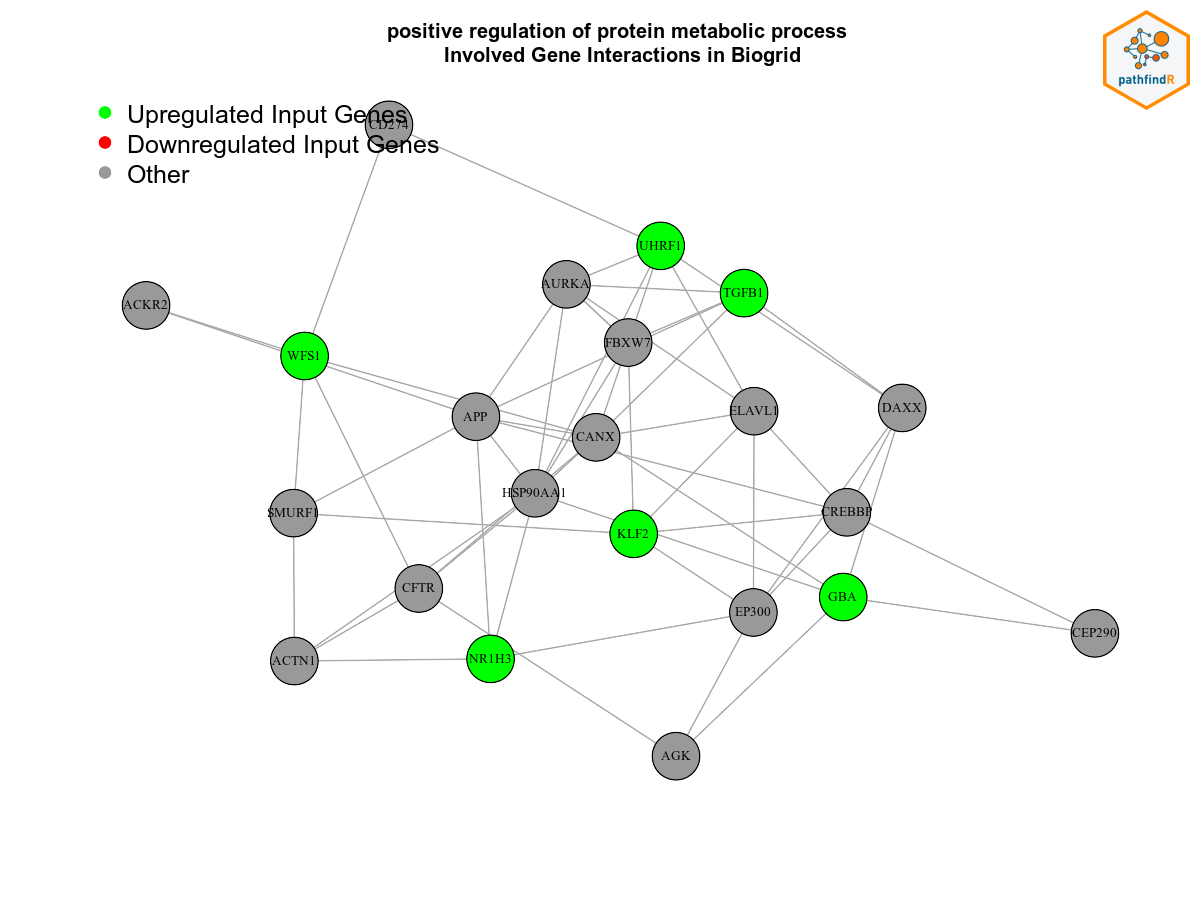 positive regulation of protein metabolic process
Involved Gene Interactions in Biogrid
pathfindR
Upregulated Input Genes
CD274
Downregulated Input Genes
Other
UHRF1
AURKA
TGFB1
ACKR2
FBXW7
WFS1
DAXX
ELAVL1
APP
CANX
HSP90AA1
SMURF1
CREBBP
KLF2
CFTR
GBA
EP300
CEP290
NR1H3
ACTN1
AGK